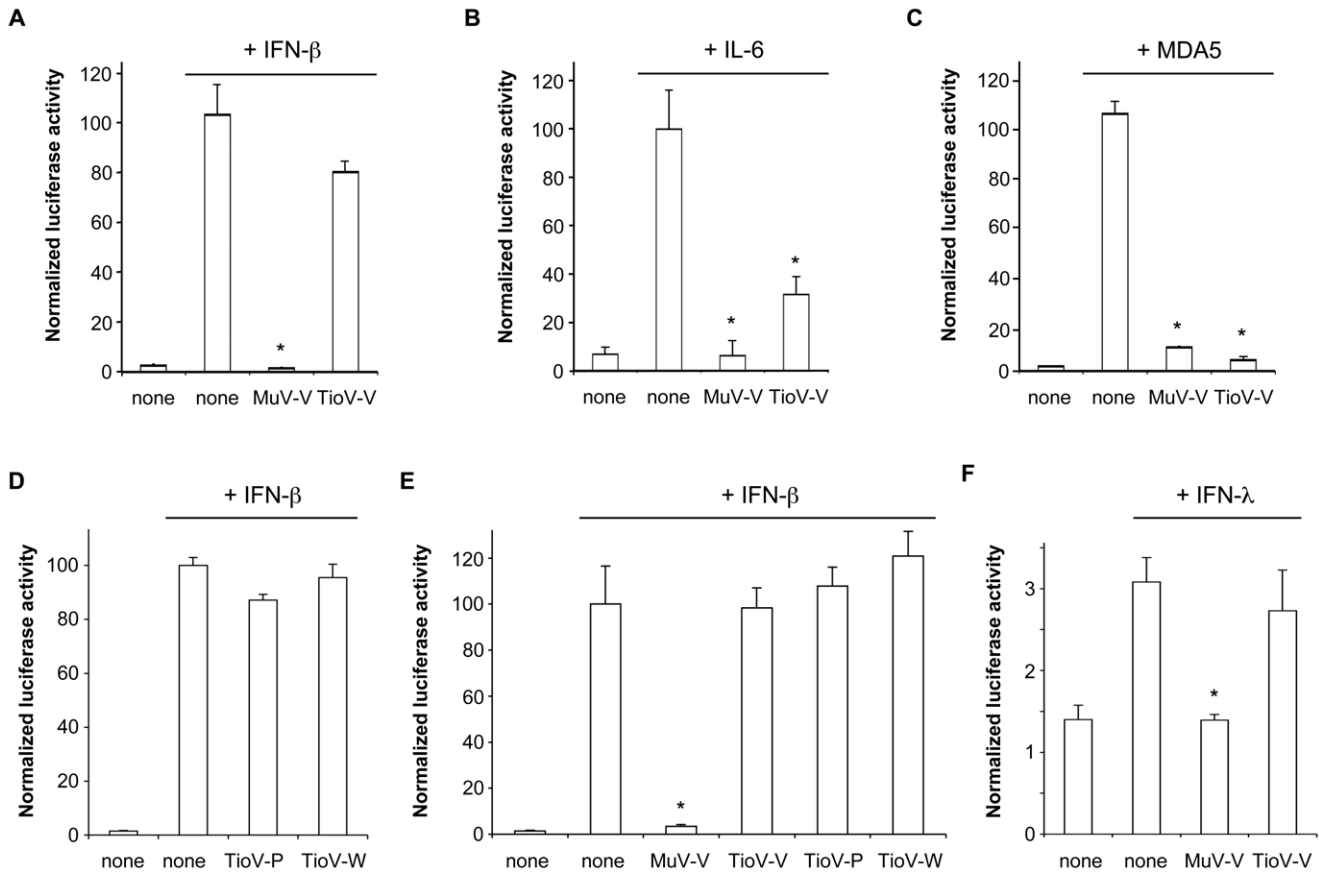 A
+ IFN-β
Normalized luciferase activity
120
100
80
60
40
20
0
*
none none MuV-V TioV-V
B
+ IL-6
Normalized luciferase activity
120
100
80
60
40
20
0
*
*
none none MuV-V TioV-V
C
+ MDA5
Normalized luciferase activity
120
100
80
60
40
20
0
* *
none none MuV-V TioV-V
D
+ IFN-β
Normalized luciferase activity
100
80
60
40
20
0
none none TioV-P TioV-W
E
+ IFN-β
Normalized luciferase activity
120
100
80
60
40
20
0
*
none none MuV-V TioV-V TioV-P TioV-W
F
+ IFN-λ
Normalized luciferase activity
3
2
1
0
*
none none MuV-V TioV-V